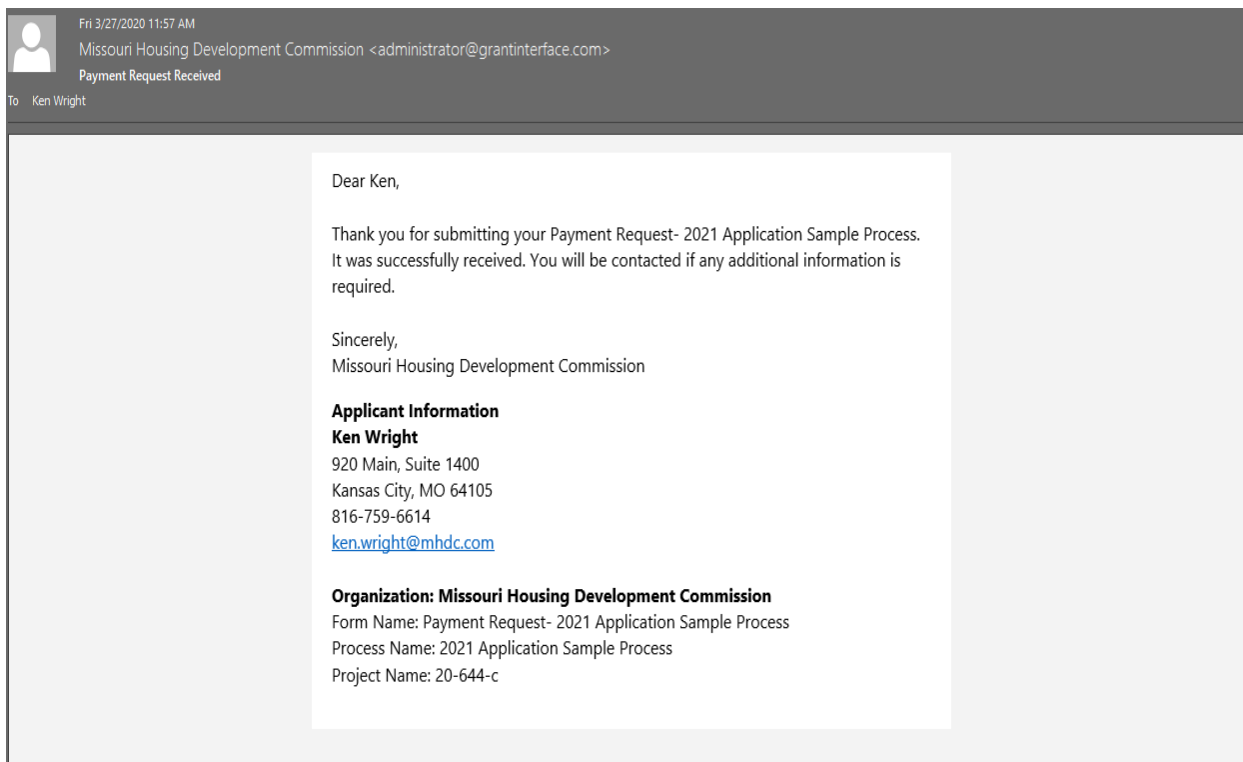 Fri 3/27/2020 11:57 AM
Missouri Housing Development Commission <administrator@grantinterface.com>
Payment Request Received
To Ken Wright
Dear Ken,
Thank you for submitting your Payment Request- 2021 Application Sample Process.
It was successfully received. You will be contacted if any additional information is
required.
Sincerely,
Missouri Housing Development Commission
Applicant Information
Ken Wright
920 Main, Suite 1400
Kansas City, MO 64105
816-759-6614
ken.wright@mhdc.com
Organization: Missouri Housing Development Commission
Form Name: Payment Request- 2021 Application Sample Process
Process Name: 2021 Application Sample Process
Project Name: 20-644-c